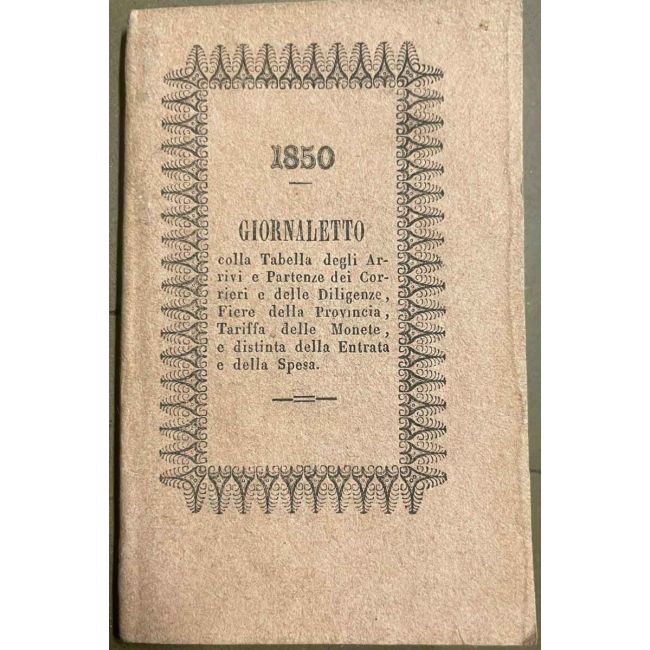 1850
GIORNALETTO
colla Tabella degli Ar-
rivi e Partenze dei Cor-
rieri e delle Diligenze,
Fiere della Provincia,
Tariffa delle Monete,
e distinta della Entrata
e della Spesa.